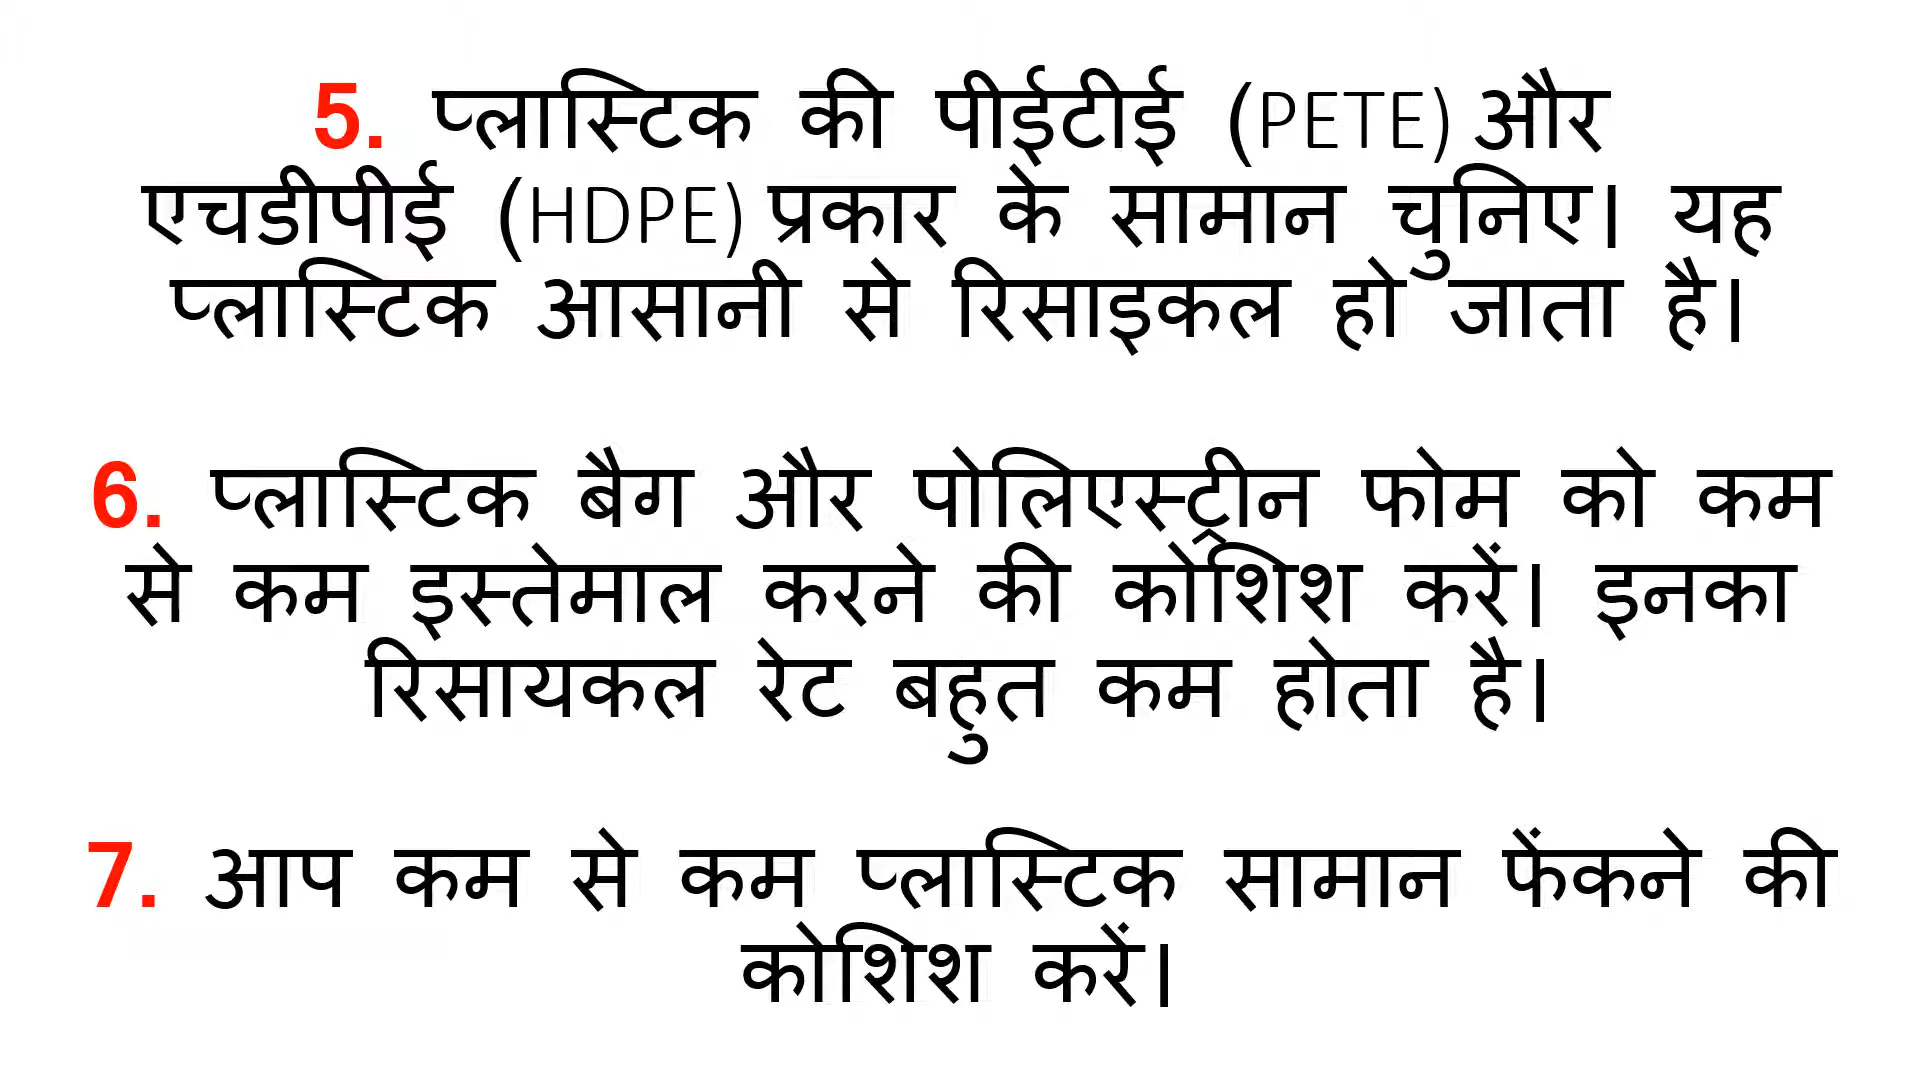 5. प्लास्टिक की पीईटीई (PETE) और
एचडीपीई (HDPE) प्रकार के सामान चुनिए। यह
प्लास्टिक आसानी से रिसाइकल हो जाता है।
6. प्लास्टिक बैग और पोलिएस्ट्रीन फोम को कम
से कम इस्तेमाल करने की कोशिश करें। इनका
रिसायकल रेट बहुत कम होता है।
7. आप कम से कम प्लास्टिक सामान फेंकने की
कोशिश करें।